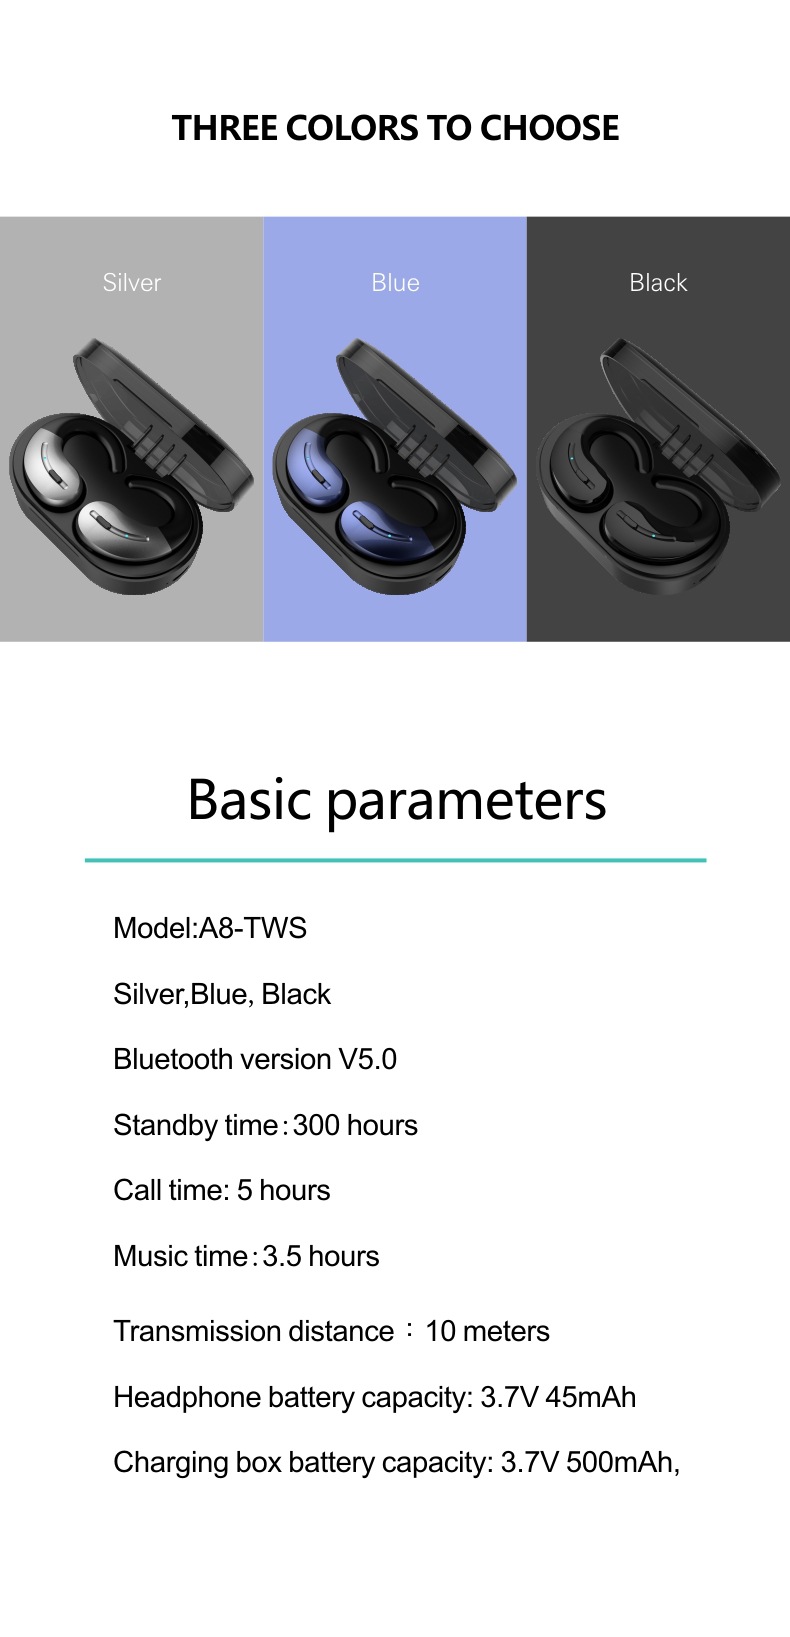 THREE COLORS TO CHOOSE
Silver
Blue
Black
Basic parameters
Model:A8-TWS
Silver,Blue, Black
Bluetooth version V5.0
Standby time:300 hours
Call time: 5 hours
Music time:3.5 hours
Transmission distance：10 meters
Headphone battery capacity: 3.7V 45mAh
Charging box battery capacity: 3.7V 500mAh,